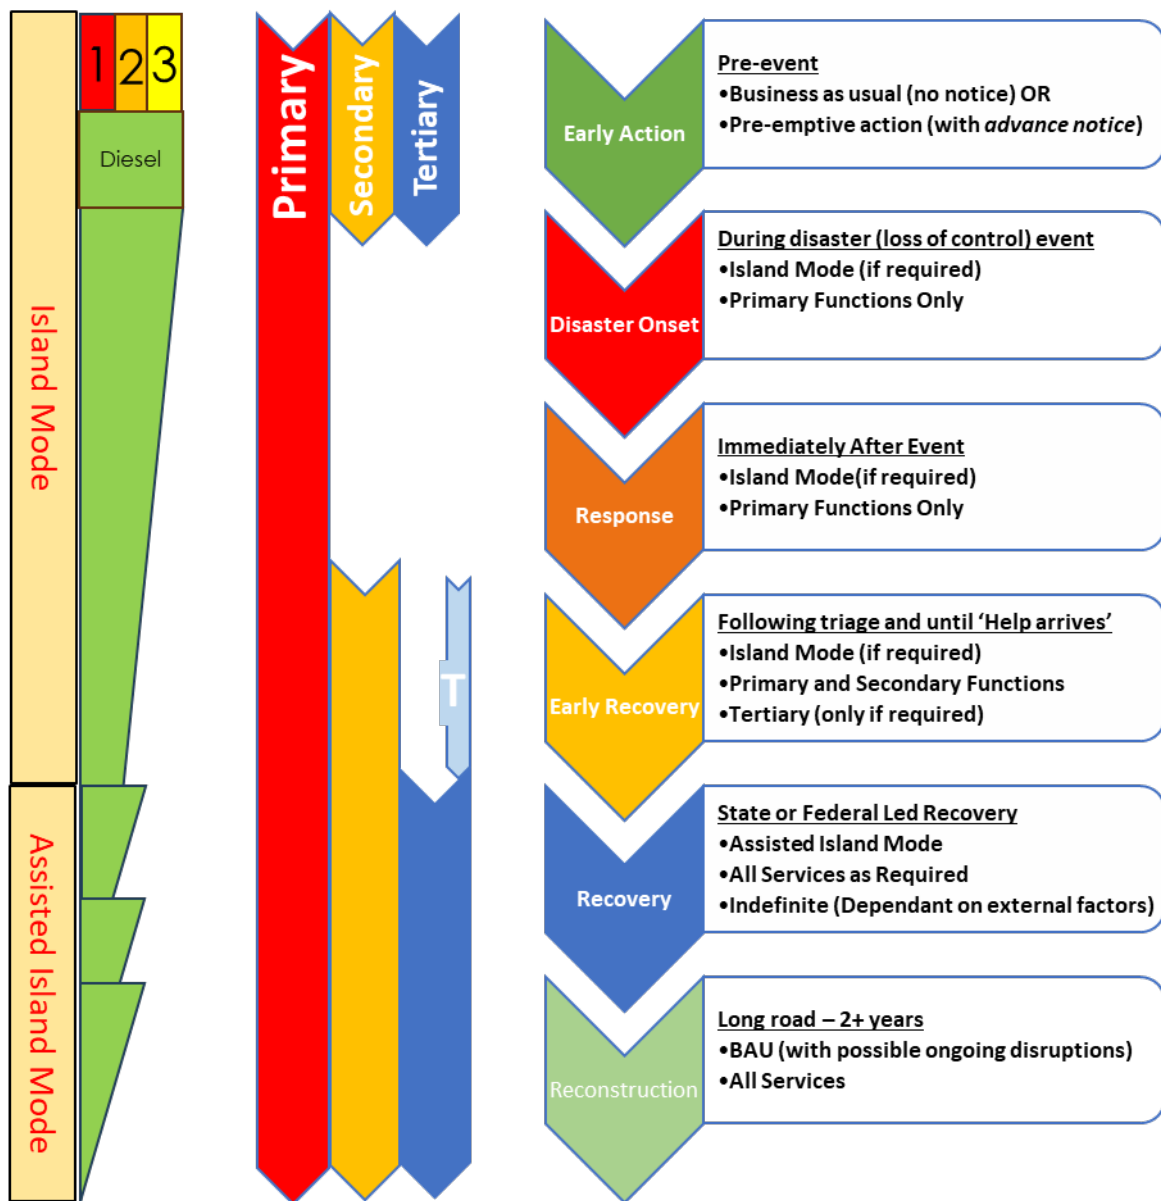 1 2 3
Diesel
Island Mode
Assisted Island Mode
Primary
Secondary
Tertiary
T
Early Action
Pre-event
•Business as usual (no notice) OR
•Pre-emptive action (with advance notice)
Disaster Onset
During disaster (loss of control) event
•Island Mode (if required)
•Primary Functions Only
Response
Immediately After Event
•Island Mode(if required)
•Primary Functions Only
Early Recovery
Following triage and until ‘Help arrives’
•Island Mode (if required)
•Primary and Secondary Functions
•Tertiary (only if required)
Recovery
State or Federal Led Recovery
•Assisted Island Mode
•All Services as Required
•Indefinite (Dependant on external factors)
Reconstruction
Long road – 2+ years
•BAU (with possible ongoing disruptions)
•All Services